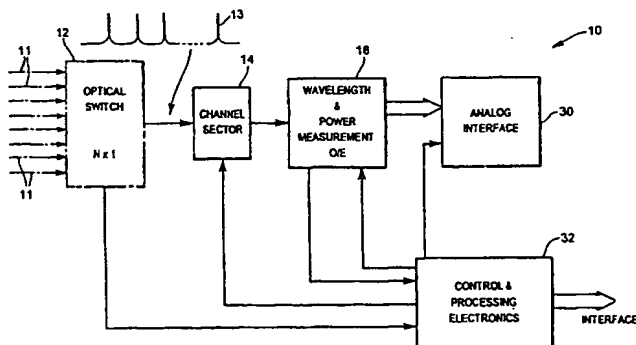 13
12
10
11
14
16
OPTICAL
SWITCH
N x 1
CHANNEL
SECTOR
WAVELENGTH
&
POWER
MEASUREMENT
O/E
ANALOG
INTERFACE
30
11
32
CONTROL &
PROCESSING
ELECTRONICS
INTERFACE